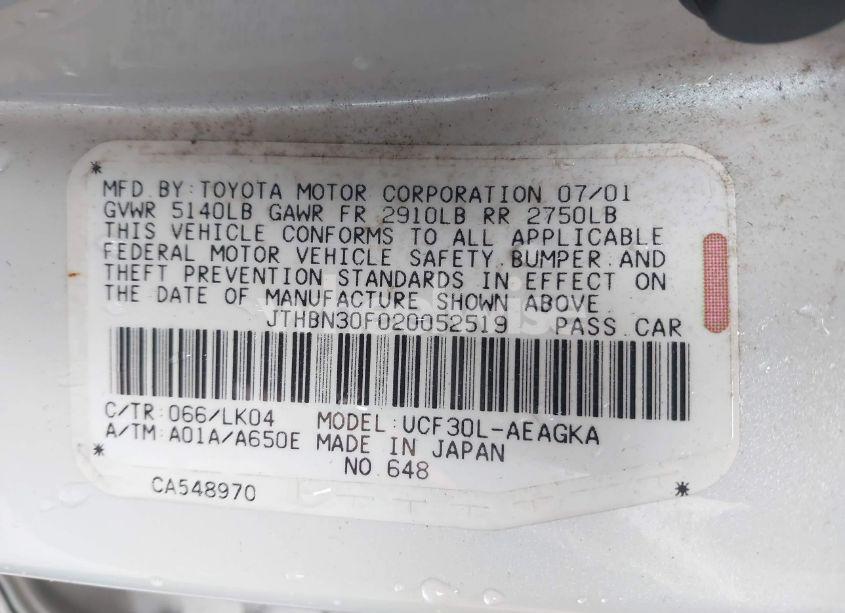 MFD.BY:TOYOTA MOTOR CORPORATION 07/01
GVWR 5140LB GAWR FR 2910LB RR 2750LB
THIS VEHICLE CONFORMS TO ALL APPLICABLE
FEDERAL MOTOR VEHICLE SAFETY.BUMPER.AND
THEFT PREVENTION STANDARDS IN EFFECT ON
THE DATE OF MANUFACTURE SHOWN ABOVE
JTHBN30F020052519 PASS.CAR
C/TR:066/LK04 MODEL:UCF30L-AEAGKA
A/TM:A01A/A650E MADE IN JAPAN
NO.648
CA548970